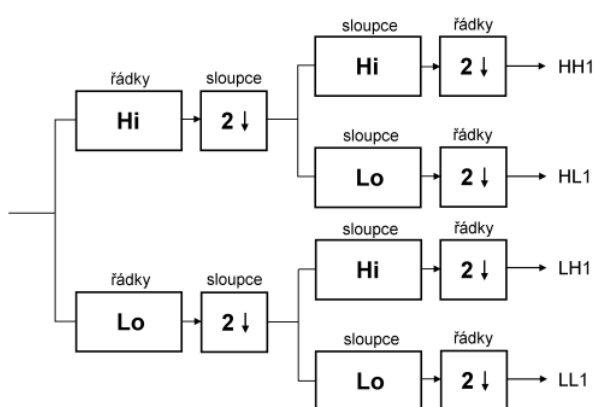 sloupce řádky
Hi 2 ↓ HH1
řádky sloupce
Hi 2 ↓
sloupce řádky
Lo 2 ↓ HL1
sloupce řádky
Hi 2 ↓ LH1
řádky sloupce
Lo 2 ↓
sloupce řádky
Lo 2 ↓ LL1